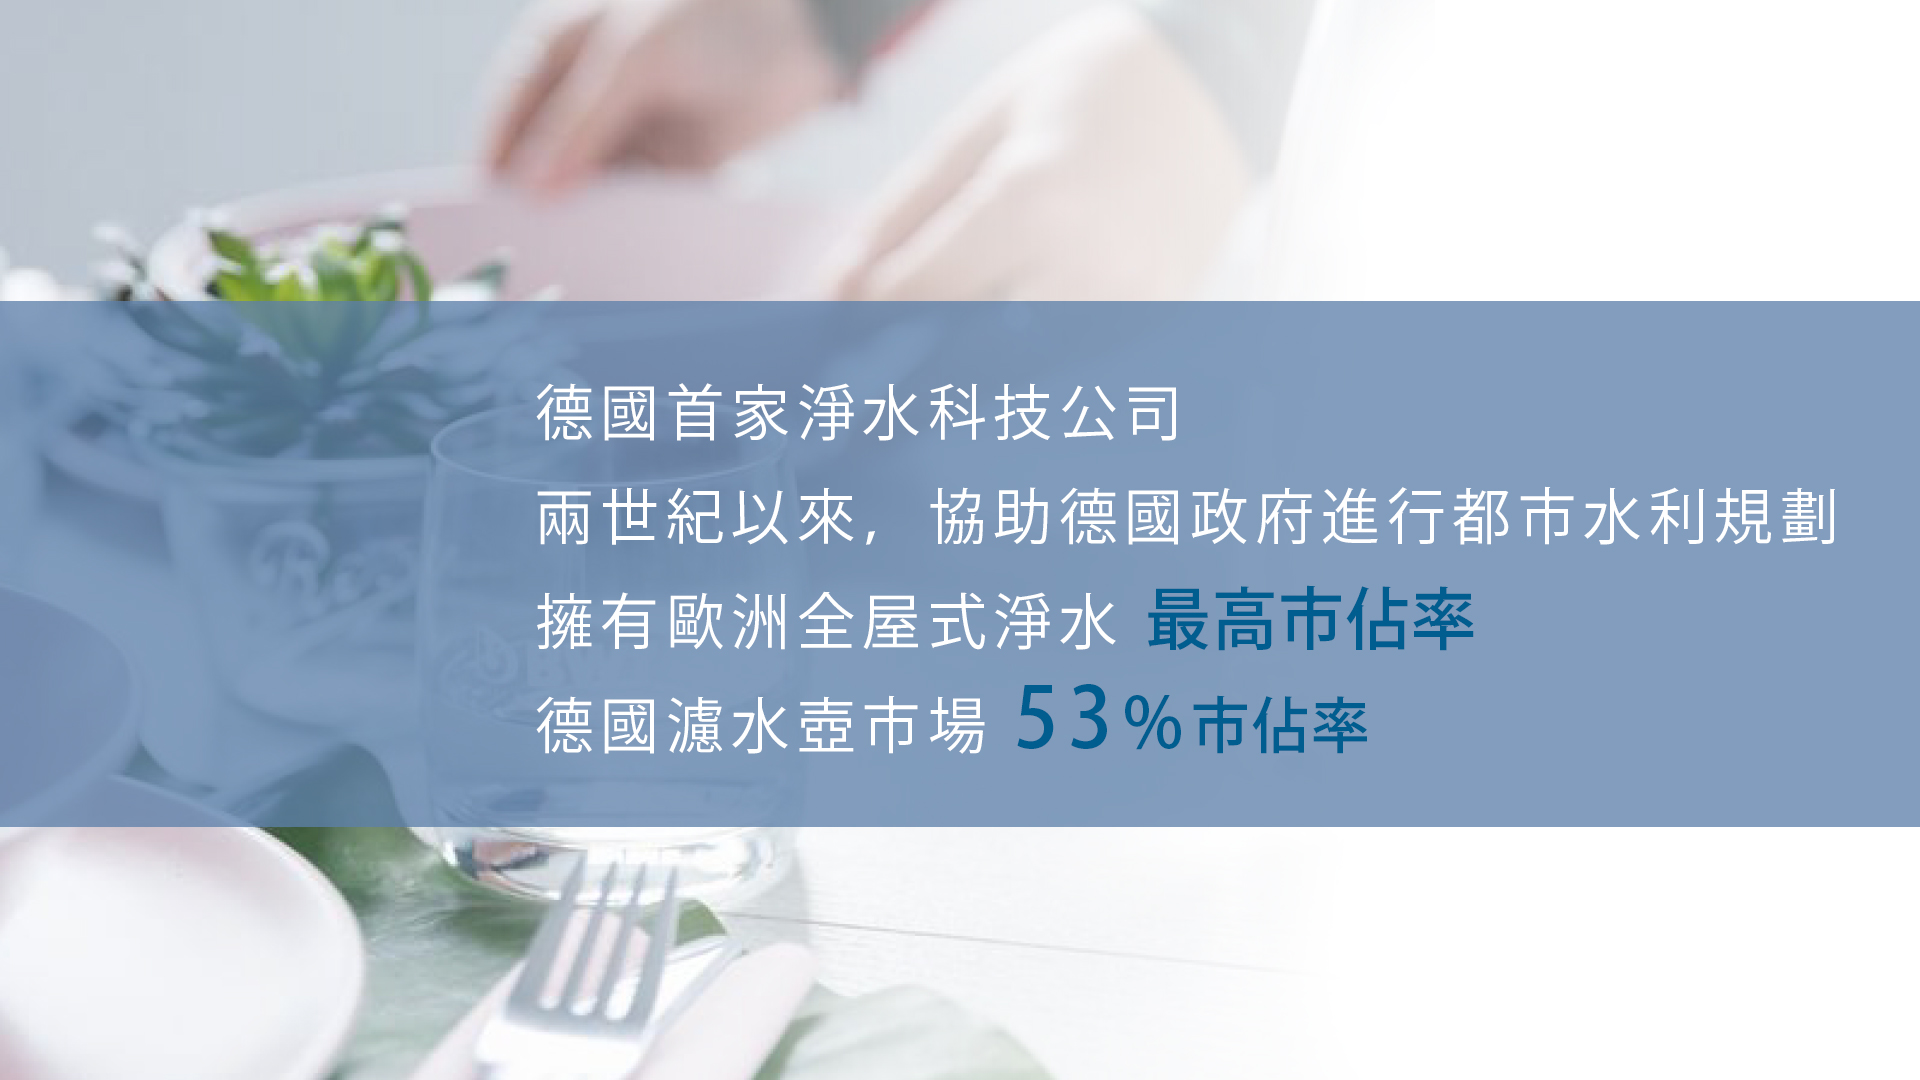 德國首家淨水科技公司
兩世紀以來，協助德國政府進行都市水利規劃
擁有歐洲全屋式淨水 最高市佔率
德國濾水壺市場 53%市佔率